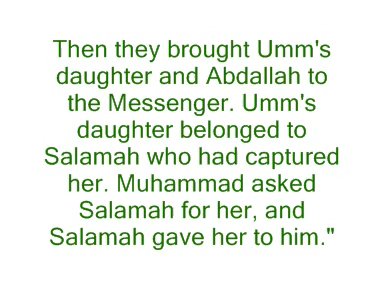 Then they brought Umm's
daughter and Abdallah to
the Messenger. Umm's
daughter belonged to
Salamah who had captured
her. Muhammad asked
Salamah for her, and
Salamah gave her to him."